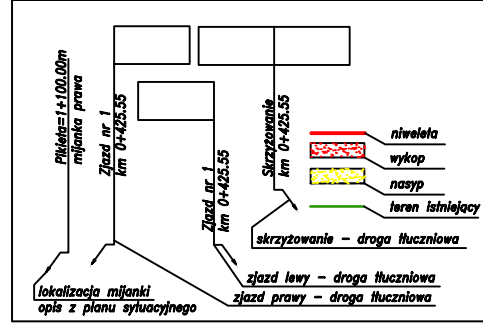 Pikieta=1+100.00m
mijanka prawa
Zjazd nr 1
km 0+425.55
Zjazd nr 1
km 0+425.55
Skrzyżowanie
km 0+425.55
niweleta
wykop
nasyp
teren istniejący
skrzyżowanie – droga tłuczniowa
zjazd lewy – droga tłuczniowa
zjazd prawy – droga tłuczniowa
lokalizacja mijanki
opis z planu sytuacyjnego